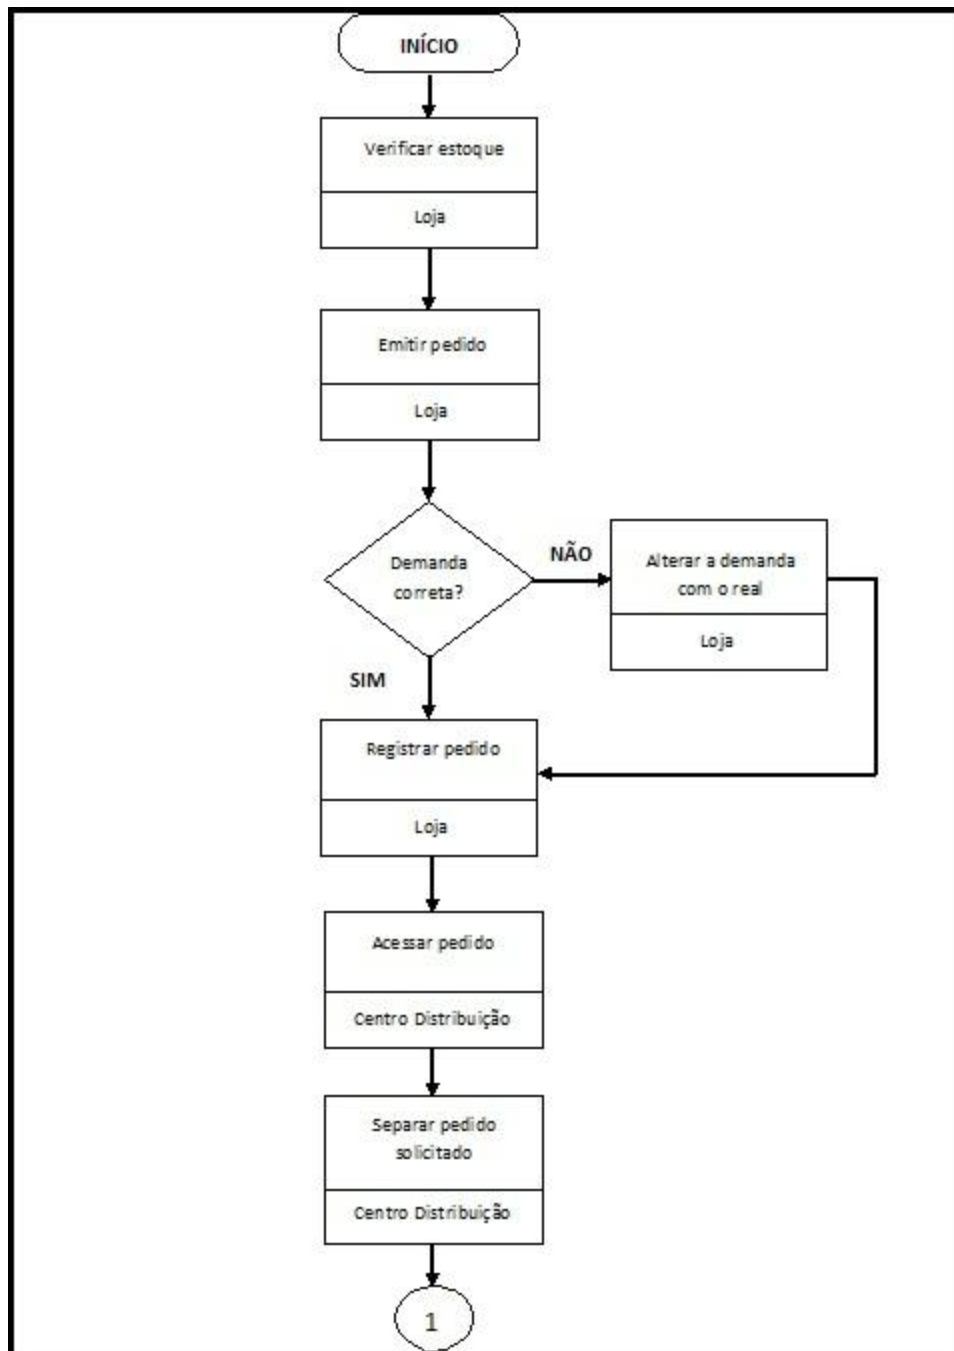 INÍCIO
Verificar estoque
Loja
Emitir pedido
Loja
Demanda
correta?
NÃO
Alterar a demanda
com o real
Loja
SIM
Registrar pedido
Loja
Acessar pedido
Centro Distribuição
Separar pedido
solicitado
Centro Distribuição
1